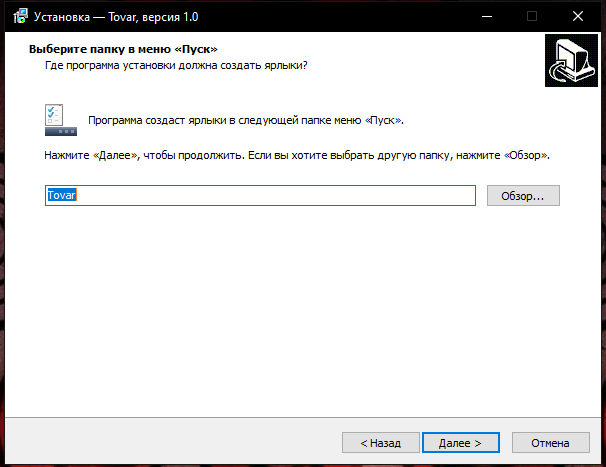 Установка — Tovar, версия 1.0
Выберите папку в меню «Пуск»
Где программа установки должна создать ярлыки?
Программа создаст ярлыки в следующей папке меню «Пуск».
Нажмите «Далее», чтобы продолжить. Если вы хотите выбрать другую папку, нажмите «Обзор».
Tovar
Обзор...
< Назад
Далее >
Отмена